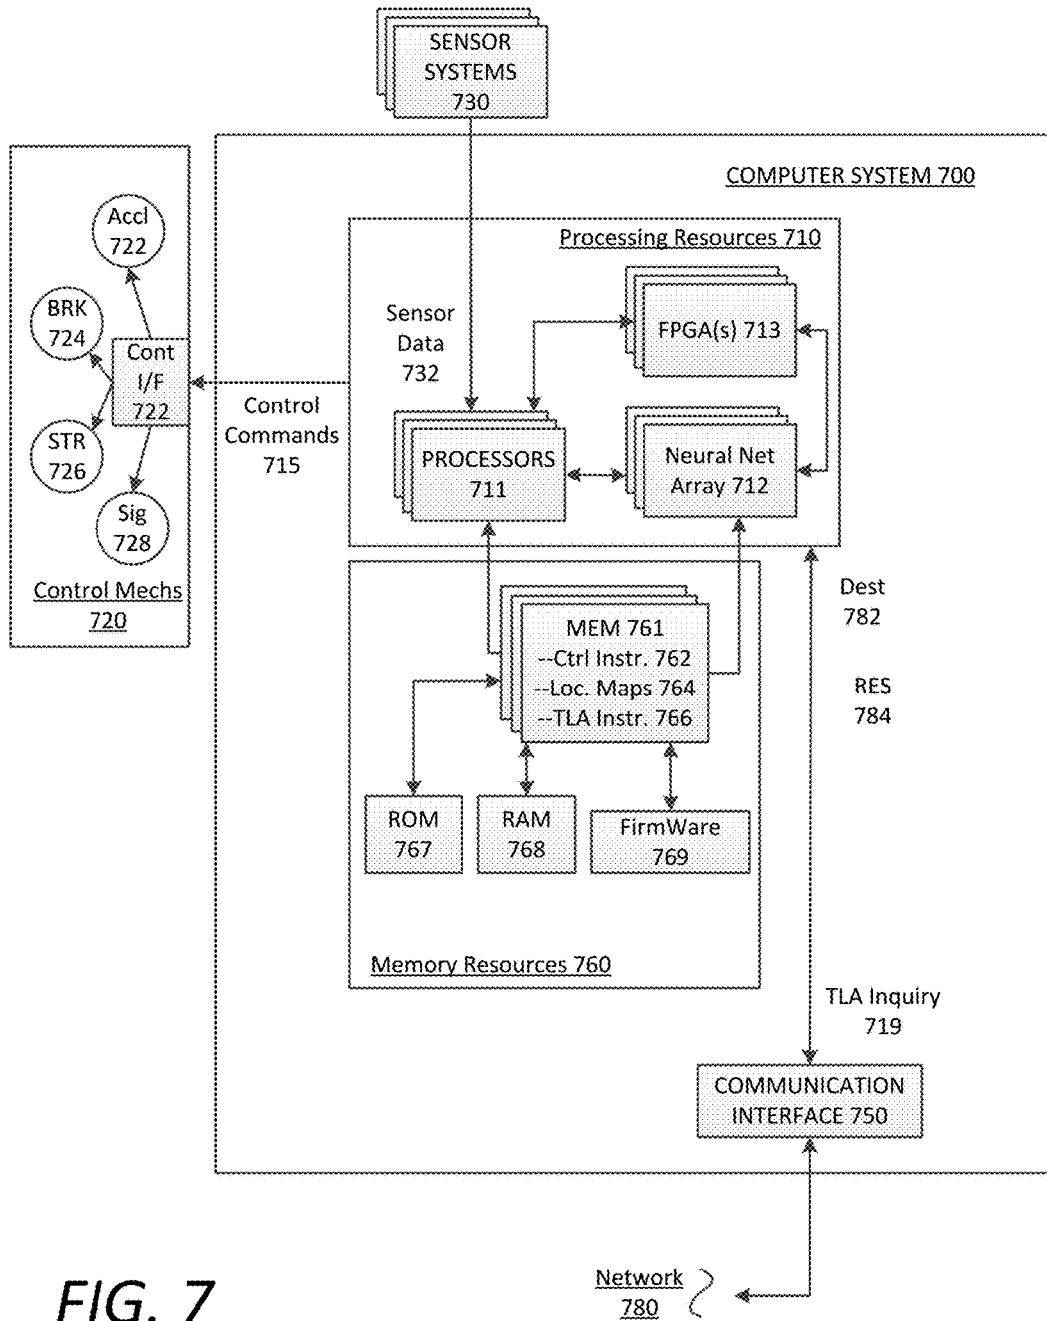 SENSOR
SYSTEMS
730
COMPUTER SYSTEM 700
Processing Resources 710
Accl
722
BRK
724
Cont
I/F
722
STR
726
Sig
728
Control Mechs
720
Control
Commands
715
Sensor
Data
732
FPGA(s) 713
PROCESSORS
711
Neural Net
Array 712
MEM 761
--Ctrl Instr. 762
--Loc. Maps 764
--TLA Instr. 766
Dest
782
RES
784
ROM
767
RAM
768
FirmWare
769
Memory Resources 760
TLA Inquiry
719
COMMUNICATION
INTERFACE 750
Network
780
FIG. 7